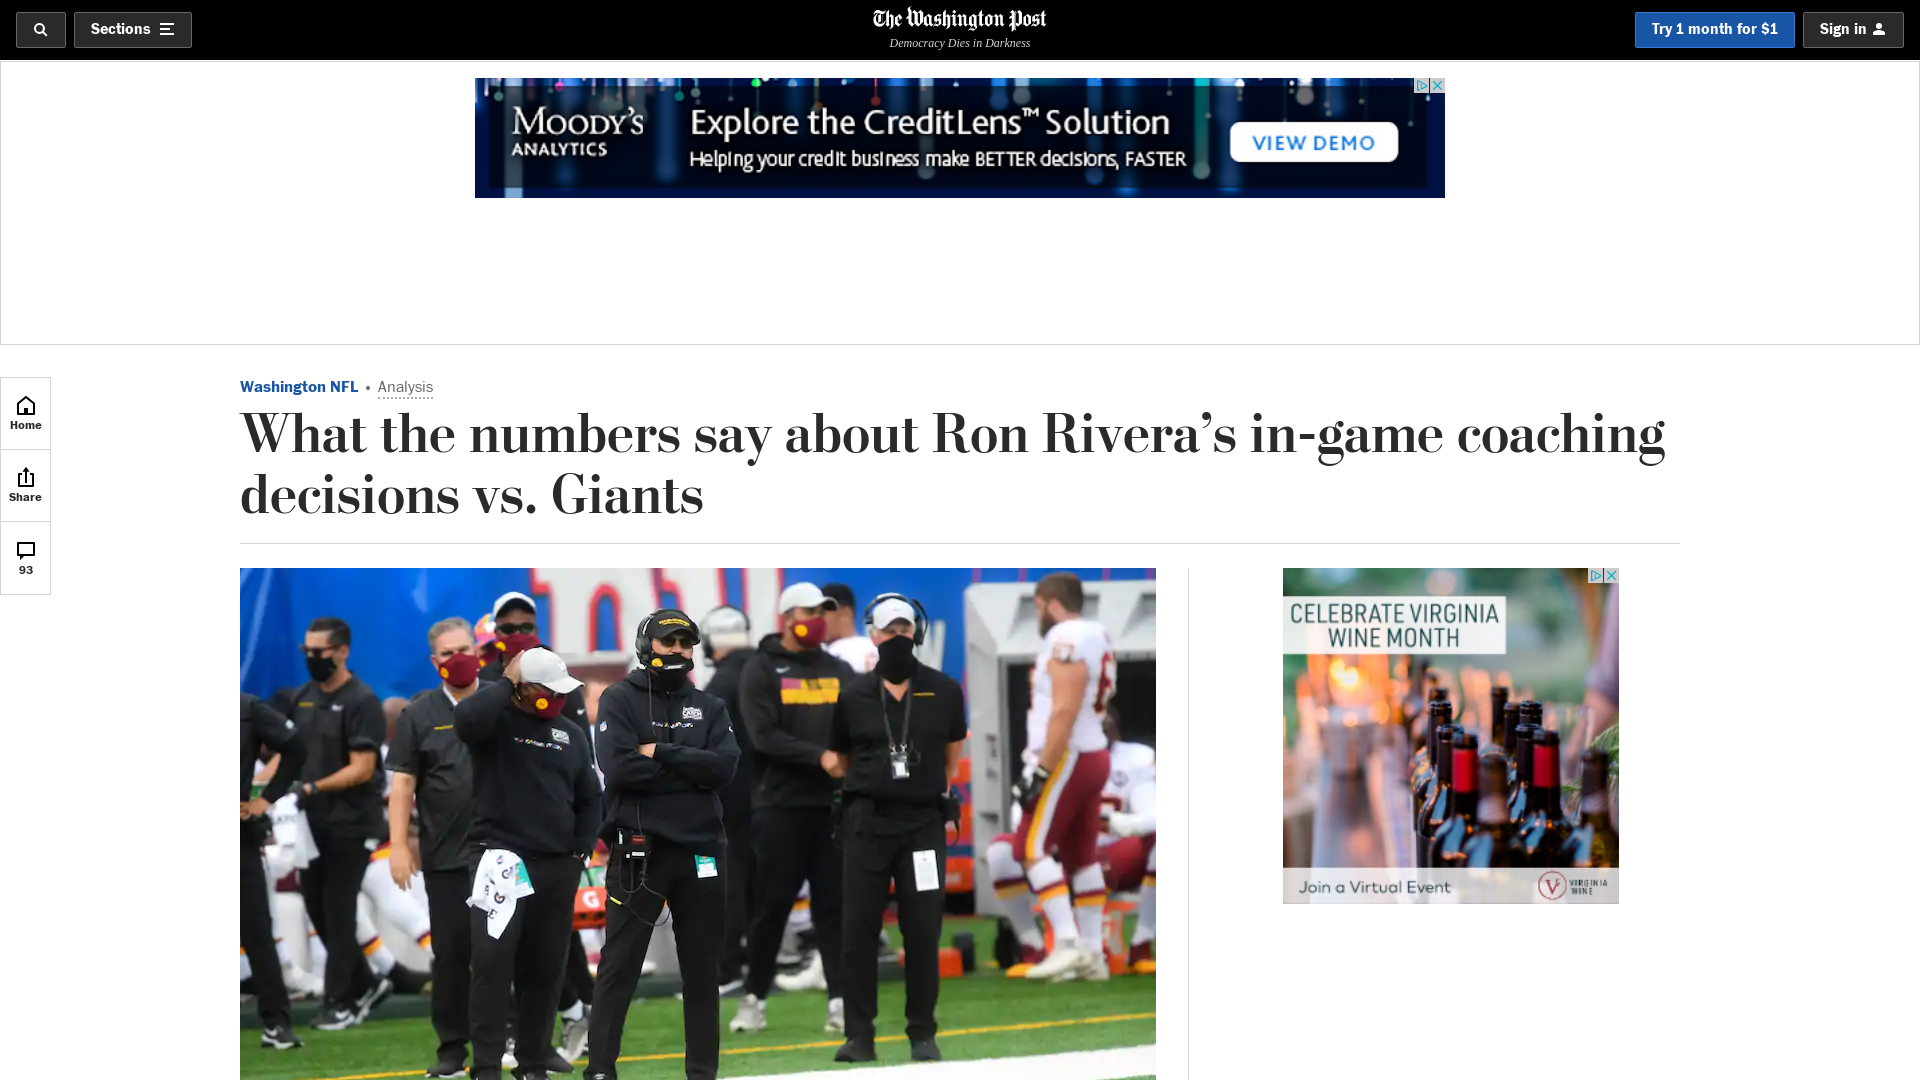 Sections
The Washington Post
Democracy Dies in Darkness
Try 1 month for $1
Sign in
MOODY'S
ANALYTICS
Explore the CreditLens™ Solution
Helping your credit business make BETTER decisions, FASTER
VIEW DEMO
Home
Share
93
Washington NFL • Analysis
What the numbers say about Ron Rivera’s in-game coaching
decisions vs. Giants
G
CELEBRATE VIRGINIA
WINE MONTH
Join a Virtual Event
VIRGINIA
WINE